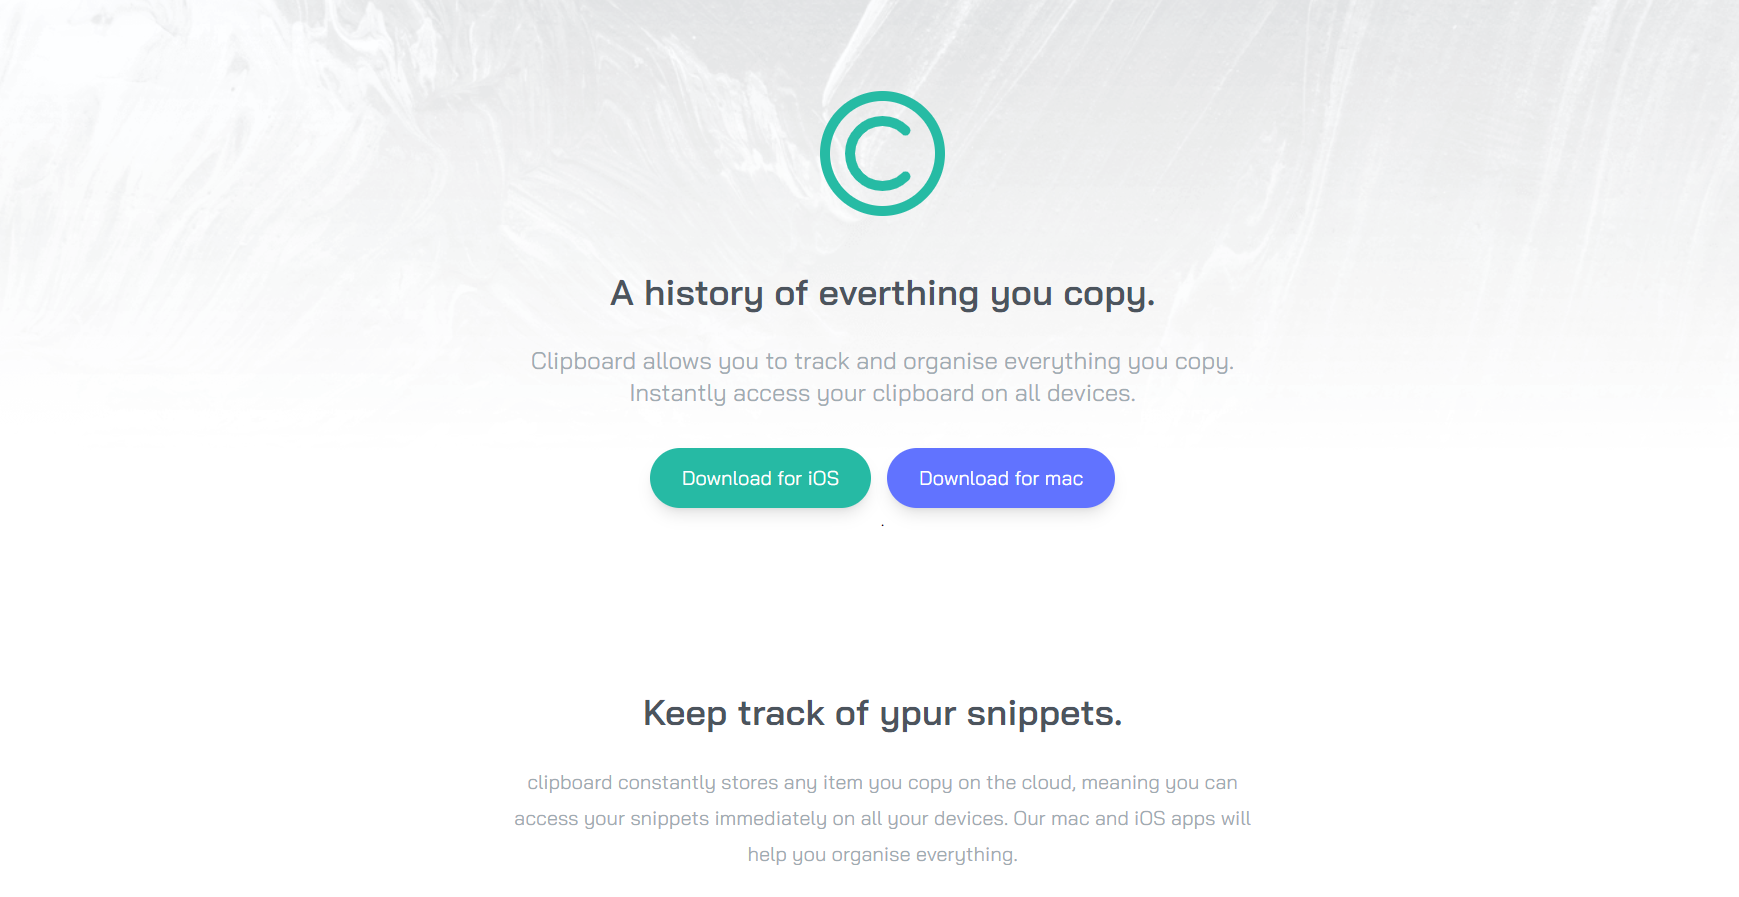 A history of everthing you copy.
Clipboard allows you to track and organise everything you copy.
Instantly access your clipboard on all devices.
Download for iOS
Download for mac
.
Keep track of ypur snippets.
clipboard constantly stores any item you copy on the cloud, meaning you can
access your snippets immediately on all your devices. Our mac and iOS apps will
help you organise everything.